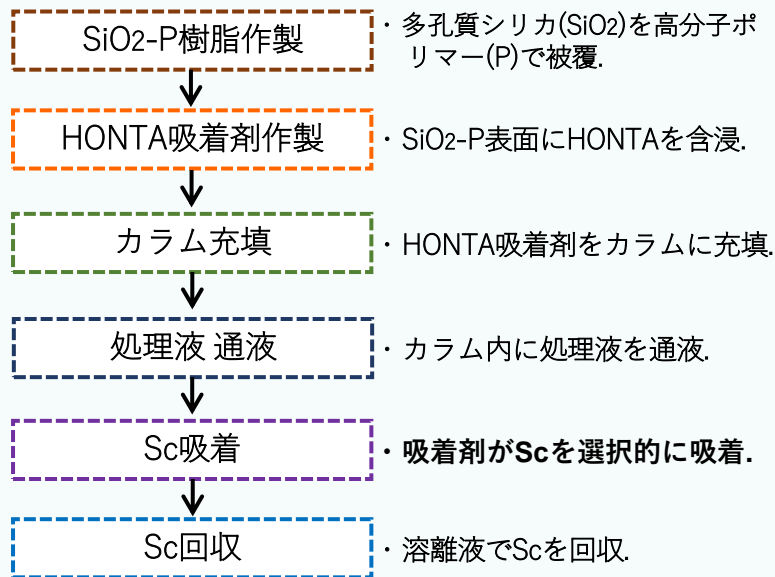 SiO2-P樹脂作製
・多孔質シリカ(SiO2)を高分子ポ
リマー(P)で被覆.
HONTA吸着剤作製
・SiO2-P表面にHONTAを含浸.
カラム充填
・HONTA吸着剤をカラムに充填.
処理液 通液
・カラム内に処理液を通液.
Sc吸着
・吸着剤がScを選択的に吸着.
Sc回収
・溶離液でScを回収.